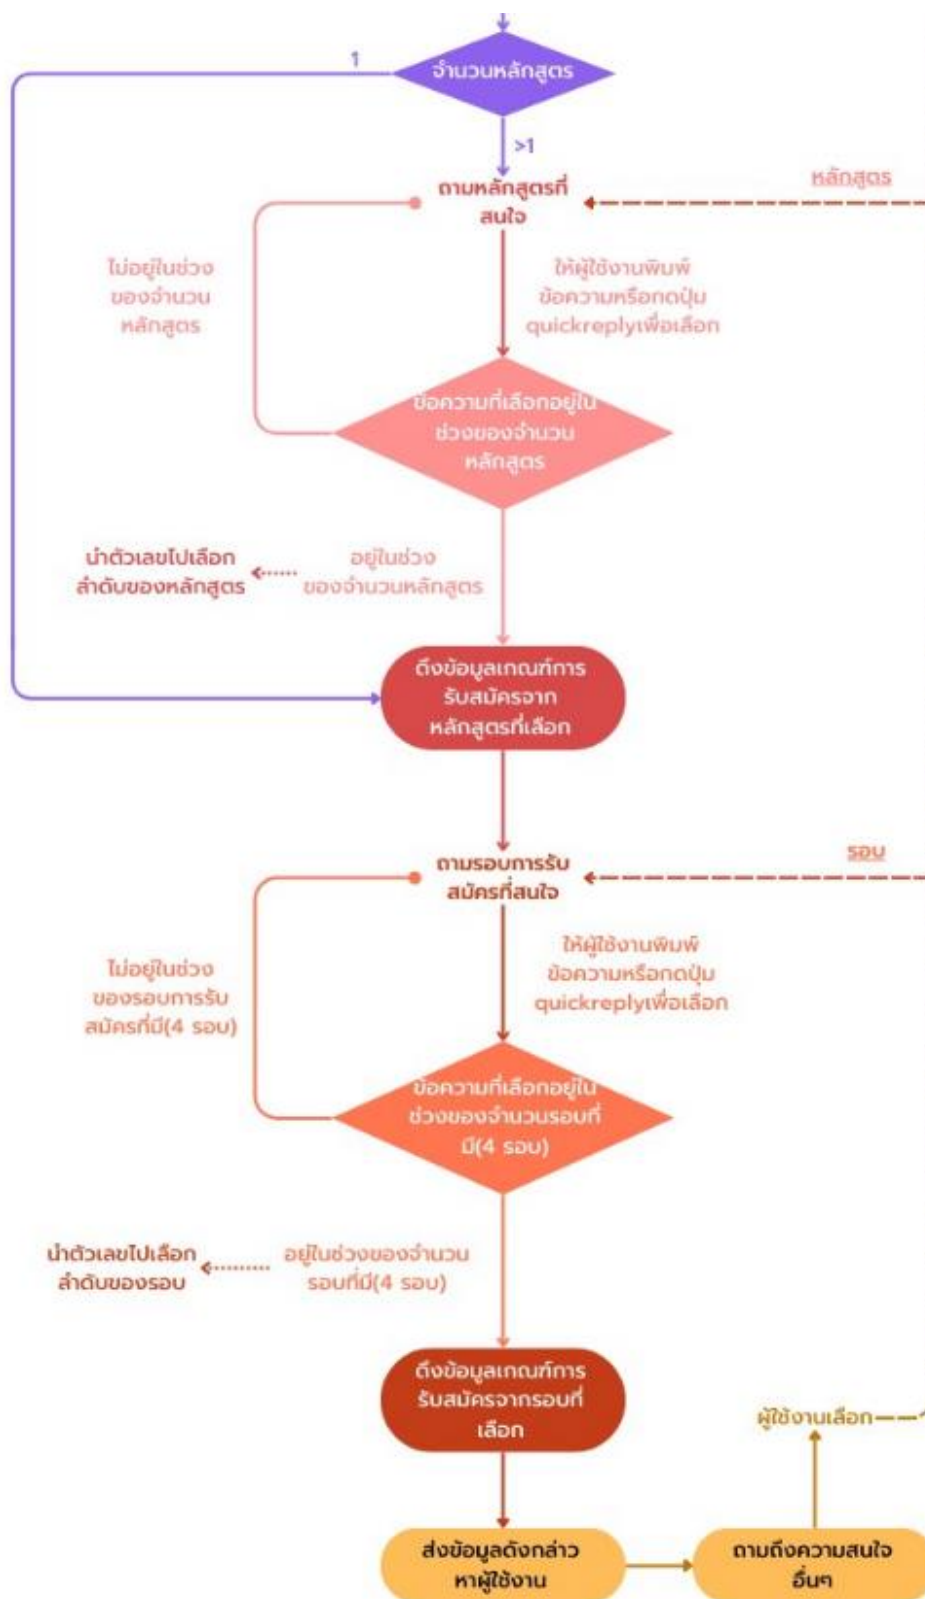 1
จำนวนหลักสูตร
>1
ถามหลักสูตรที่
สนใจ
หลักสูตร
ไม่อยู่ในช่วง
ของจำนวน
หลักสูตร
ให้ผู้ใช้งานพิมพ์
ข้อความหรือกดปุ่ม
quickreplyเพื่อเลือก
ข้อความที่เลือกอยู่ใน
ช่วงของจำนวน
หลักสูตร
นำตัวเลขไปเลือก
ลำดับของหลักสูตร
อยู่ในช่วง
ของจำนวนหลักสูตร
ดึงข้อมูลเกณฑ์การ
รับสมัครจาก
หลักสูตรที่เลือก
ถามรอบการรับ
สมัครที่สนใจ
รอบ
ไม่อยู่ในช่วง
ของรอบการรับ
สมัครที่มี(4 รอบ)
ให้ผู้ใช้งานพิมพ์
ข้อความหรือกดปุ่ม
quickreplyเพื่อเลือก
ข้อความที่เลือกอยู่ใน
ช่วงของจำนวนรอบที่
มี(4 รอบ)
นำตัวเลขไปเลือก
ลำดับของรอบ
อยู่ในช่วงของจำนวน
รอบที่มี(4 รอบ)
ดึงข้อมูลเกณฑ์การ
รับสมัครจากรอบที่
เลือก
ผู้ใช้งานเลือก
ส่งข้อมูลดังกล่าว
หาผู้ใช้งาน
ถามถึงความสนใจ
อื่นๆ